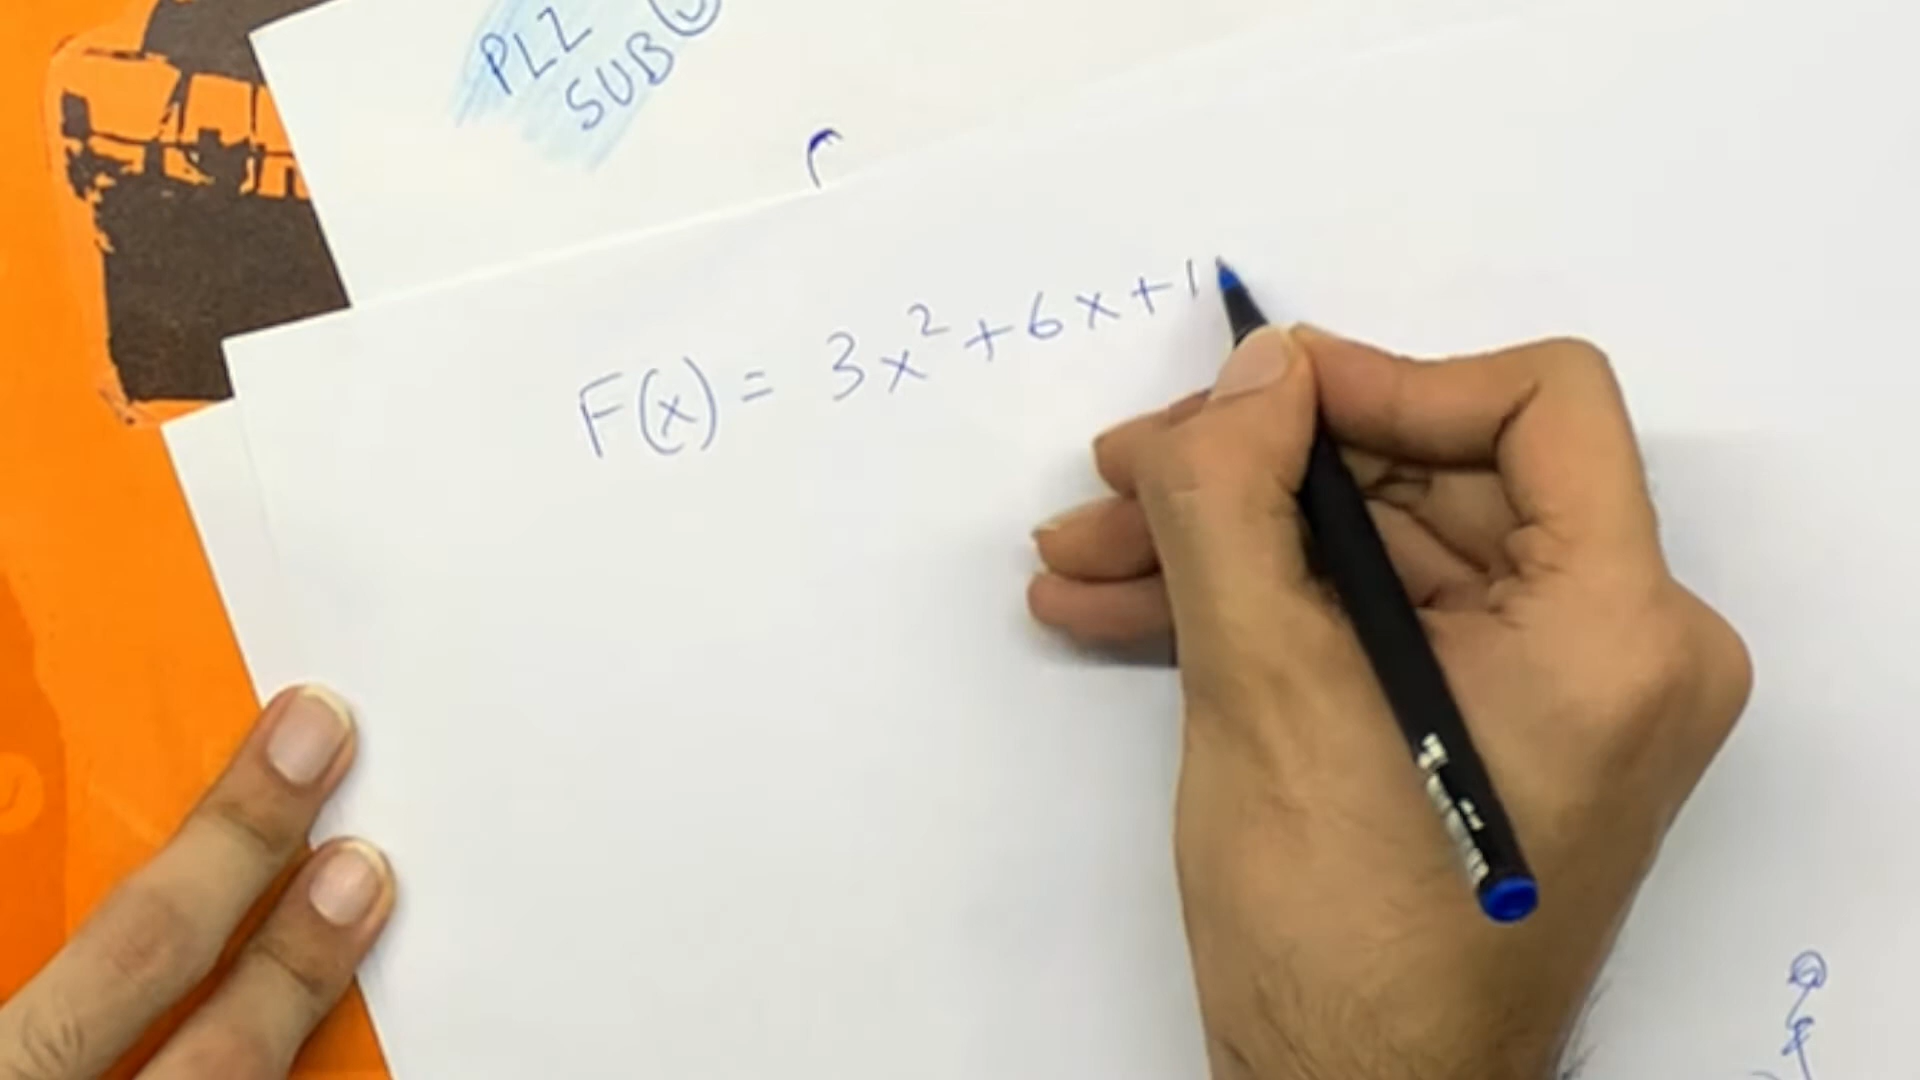 PLZ
SUB
F(x) = 3x² + 6x + 1